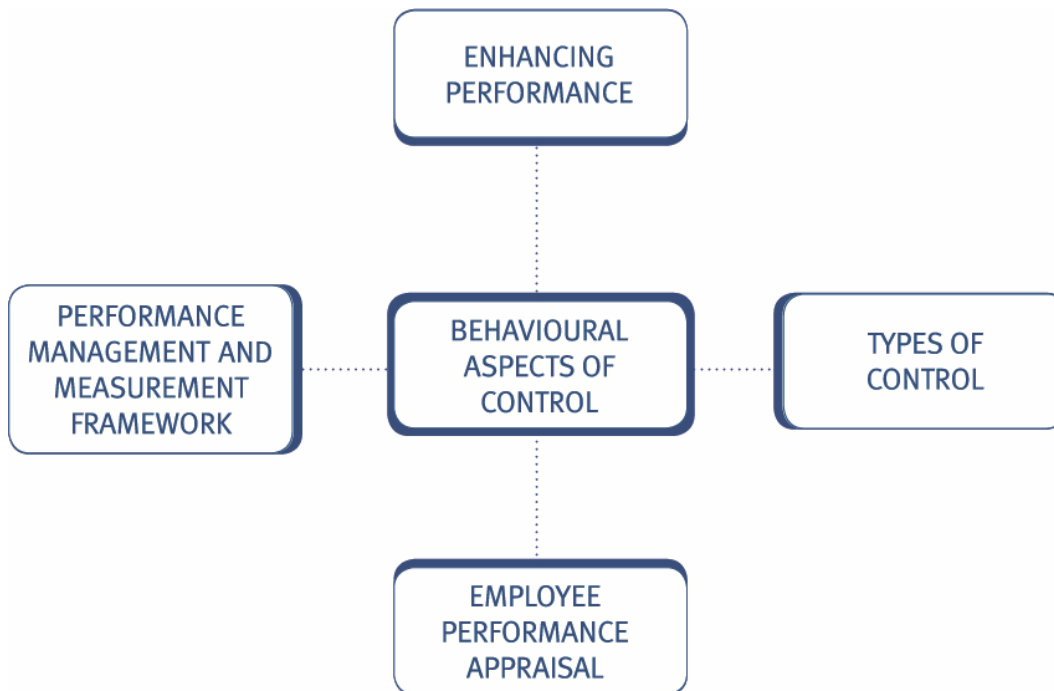 ENHANCING
PERFORMANCE
PERFORMANCE
MANAGEMENT AND
MEASUREMENT
FRAMEWORK
BEHAVIOURAL
ASPECTS OF
CONTROL
TYPES OF
CONTROL
EMPLOYEE
PERFORMANCE
APPRAISAL